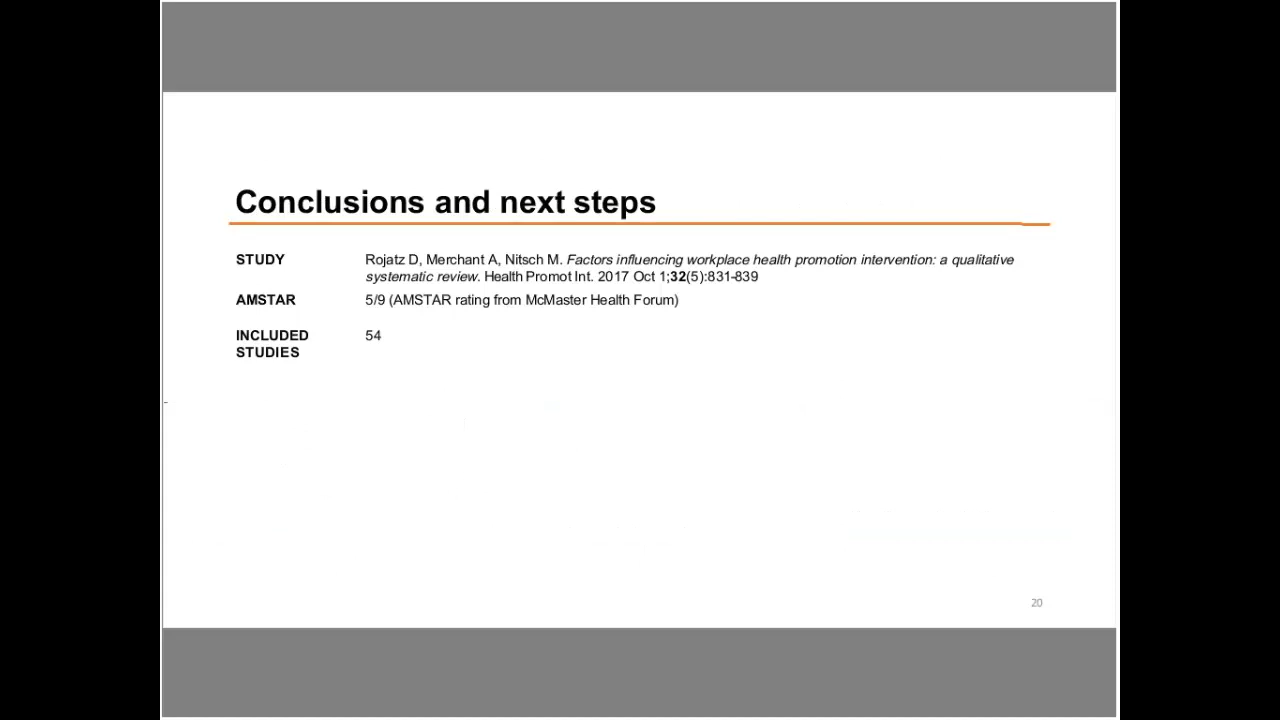 Conclusions and next steps
STUDY Rojatz D, Merchant A, Nitsch M. Factors influencing workplace health promotion intervention: a qualitative
systematic review. Health Promot Int. 2017 Oct 1;32(5):831-839
AMSTAR 5/9 (AMSTAR rating from McMaster Health Forum)
INCLUDED 54
STUDIES
20